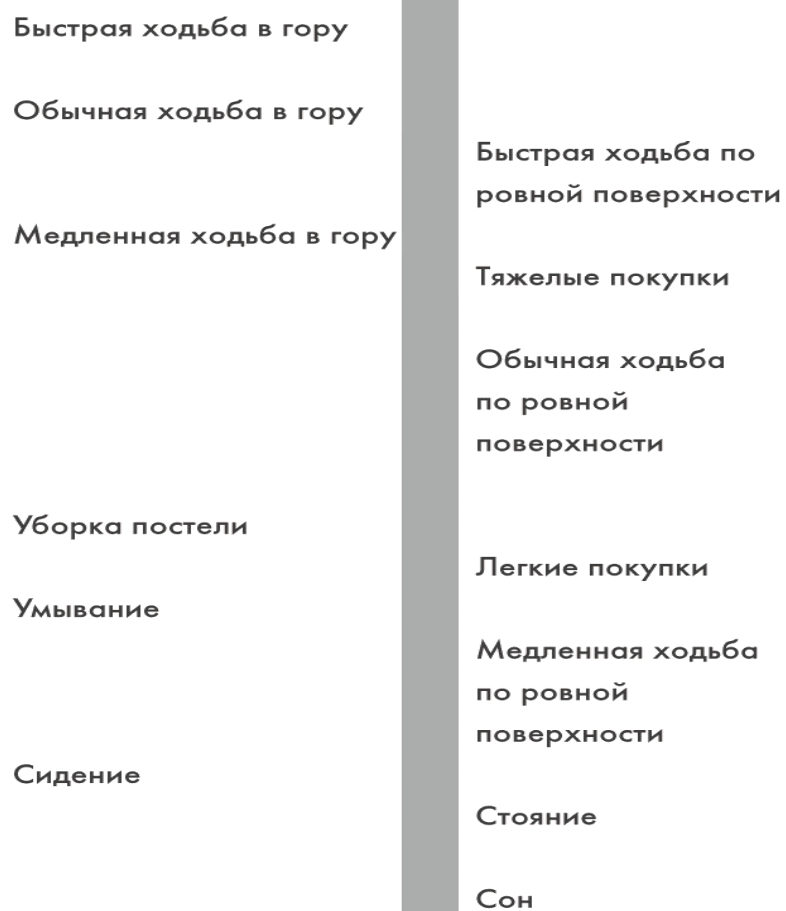 Быстрая ходьба в гору
Обычная ходьба в гору
Медленная ходьба в гору
Уборка постели
Умывание
Сидение
Быстрая ходьба по
ровной поверхности
Тяжелые покупки
Обычная ходьба
по ровной
поверхности
Легкие покупки
Медленная ходьба
по ровной
поверхности
Стояние
Сон